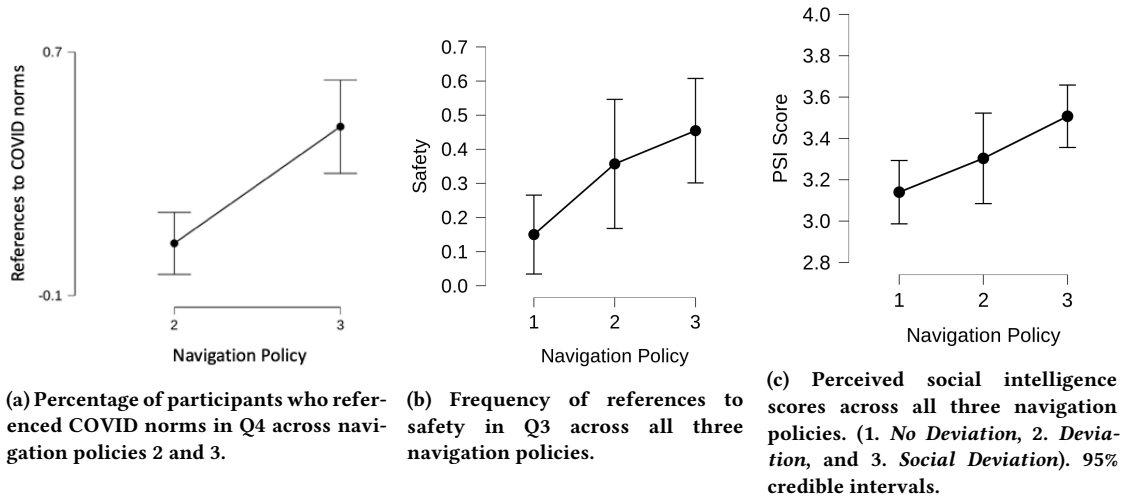 0.7
References to COVID norms
-0.1
2
3
Navigation Policy
(a) Percentage of participants who refer-
enced COVID norms in Q4 across navi-
gation policies 2 and 3.
0.7
0.6
0.5
0.4
0.3
0.2
0.1
0.0
Safety
1
2
3
Navigation Policy
(b) Frequency of references to
safety in Q3 across all three
navigation policies.
4.0
3.8
3.6
3.4
3.2
3.0
2.8
PSI Score
1
2
3
Navigation Policy
(c) Perceived social intelligence
scores across all three navigation
policies. (1. No Deviation, 2. Devia-
tion, and 3. Social Deviation). 95%
credible intervals.